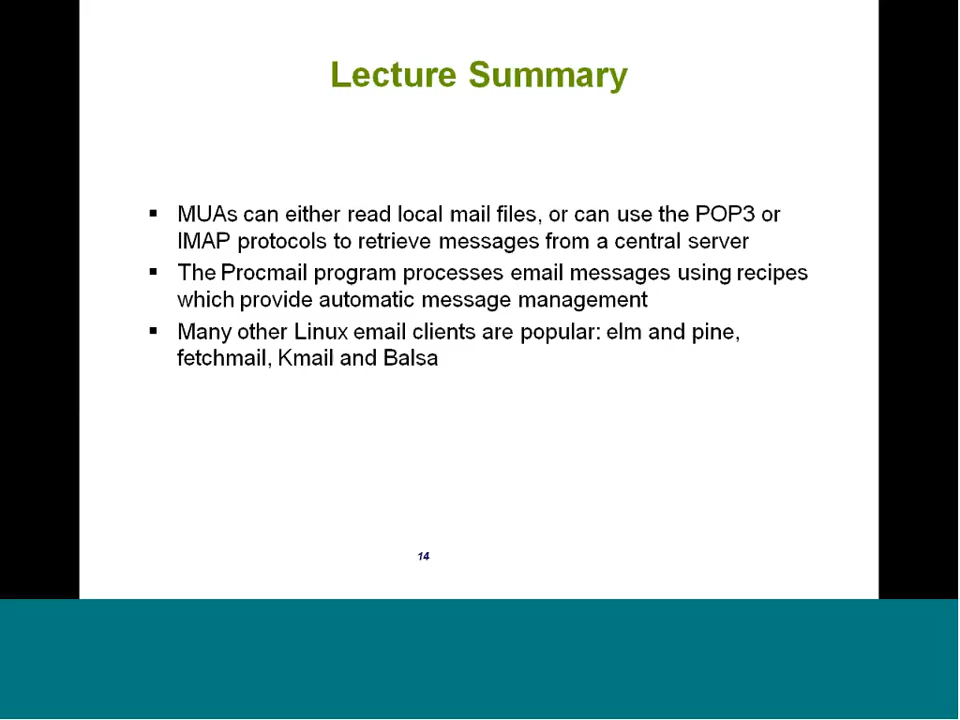 Lecture Summary
▪ MUAs can either read local mail files, or can use the POP3 or
IMAP protocols to retrieve messages from a central server
▪ The Procmail program processes email messages using recipes
which provide automatic message management
▪ Many other Linux email clients are popular: elm and pine,
fetchmail, Kmail and Balsa
14